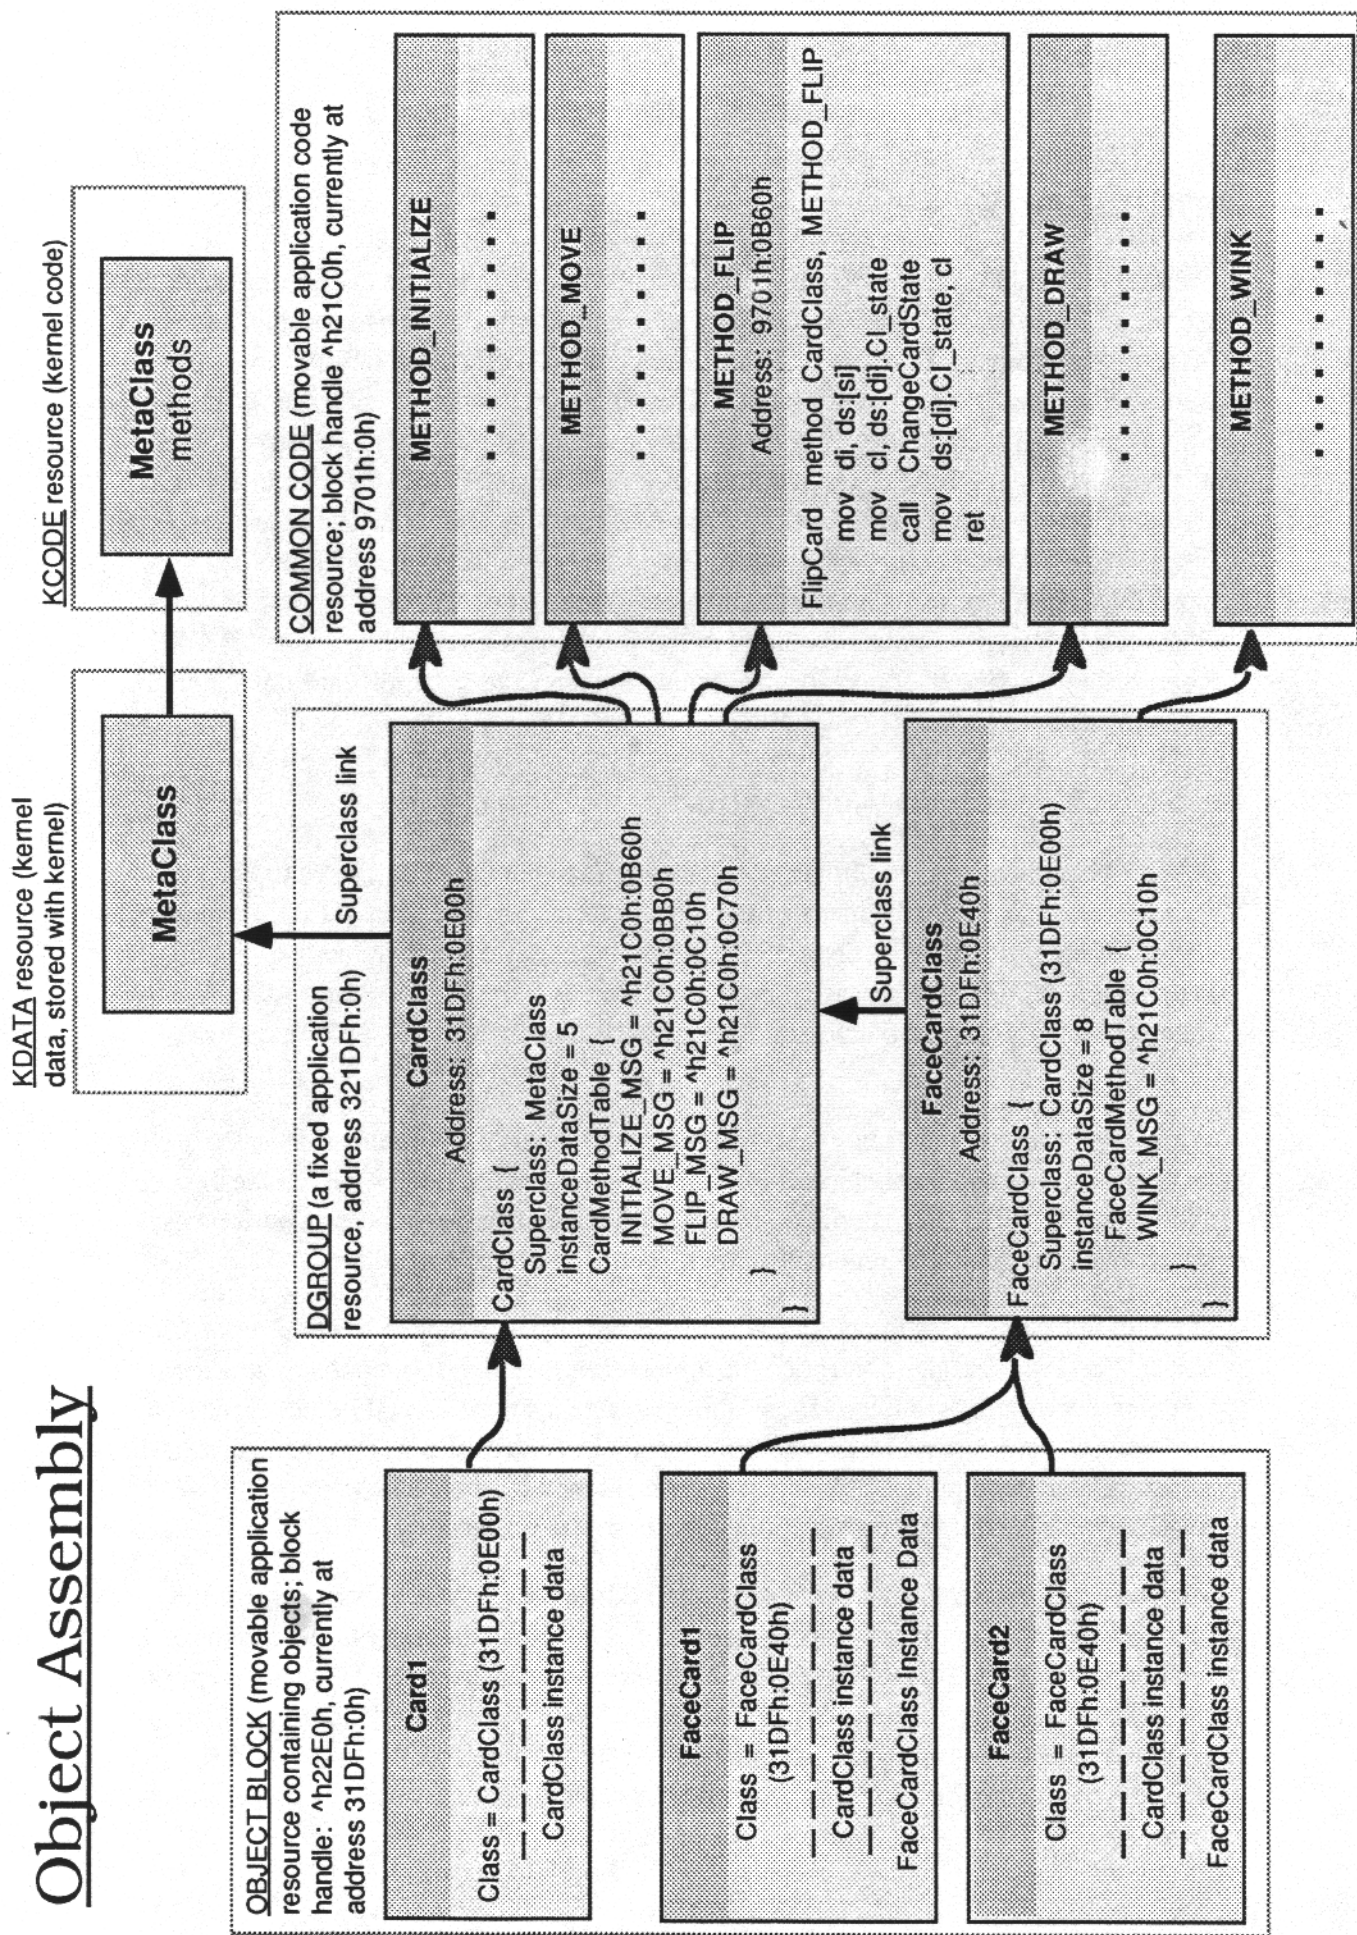 Object Assembly
KDATA resource (kernel
data, stored with kernel)
MetaClass
KCODE resource (kernel code)
MetaClass
methods
OBJECT BLOCK (movable application
resource containing objects; block
handle: ^h22E0h, currently at
address 31DFh:0h)
Card1
Class = CardClass (31DFh:0E00h)
CardClass instance data
FaceCard1
Class = FaceCardClass
(31DFh:0E40h)
CardClass instance data
FaceCardClass Instance Data
FaceCard2
Class = FaceCardClass
(31DFh:0E40h)
CardClass instance data
FaceCardClass instance data
DGROUP (a fixed application
resource, address 321DFh:0h)
Superclass link
CardClass
Address: 31DFh:0E00h
CardClass {
Superclass: MetaClass
instanceDataSize = 5
CardMethodTable {
INITIALIZE_MSG = ^h21C0h:0B60h
MOVE_MSG = ^h21C0h:0BB0h
FLIP_MSG = ^h21C0h:0C10h
DRAW_MSG = ^h21C0h:0C70h
}
}
Superclass link
FaceCardClass
Address: 31DFh:0E40h
FaceCardClass {
Superclass: CardClass (31DFh:0E00h)
instanceDataSize = 8
FaceCardMethodTable {
WINK_MSG = ^h21C0h:0C10h
}
}
COMMON CODE (movable application code
resource; block handle ^h21C0h, currently at
address 9701h:0h)
METHOD_INITIALIZE
. . . . . . . . .
METHOD_MOVE
. . . . . . . . .
METHOD_FLIP
Address: 9701h:0B60h
FlipCard method CardClass, METHOD_FLIP
mov di, ds:[si]
mov cl, ds:[di].CI_state
call ChangeCardState
mov ds:[di].CI_state, cl
ret
METHOD_DRAW
. . . . . . . . .
METHOD_WINK
. . . . . . . . .